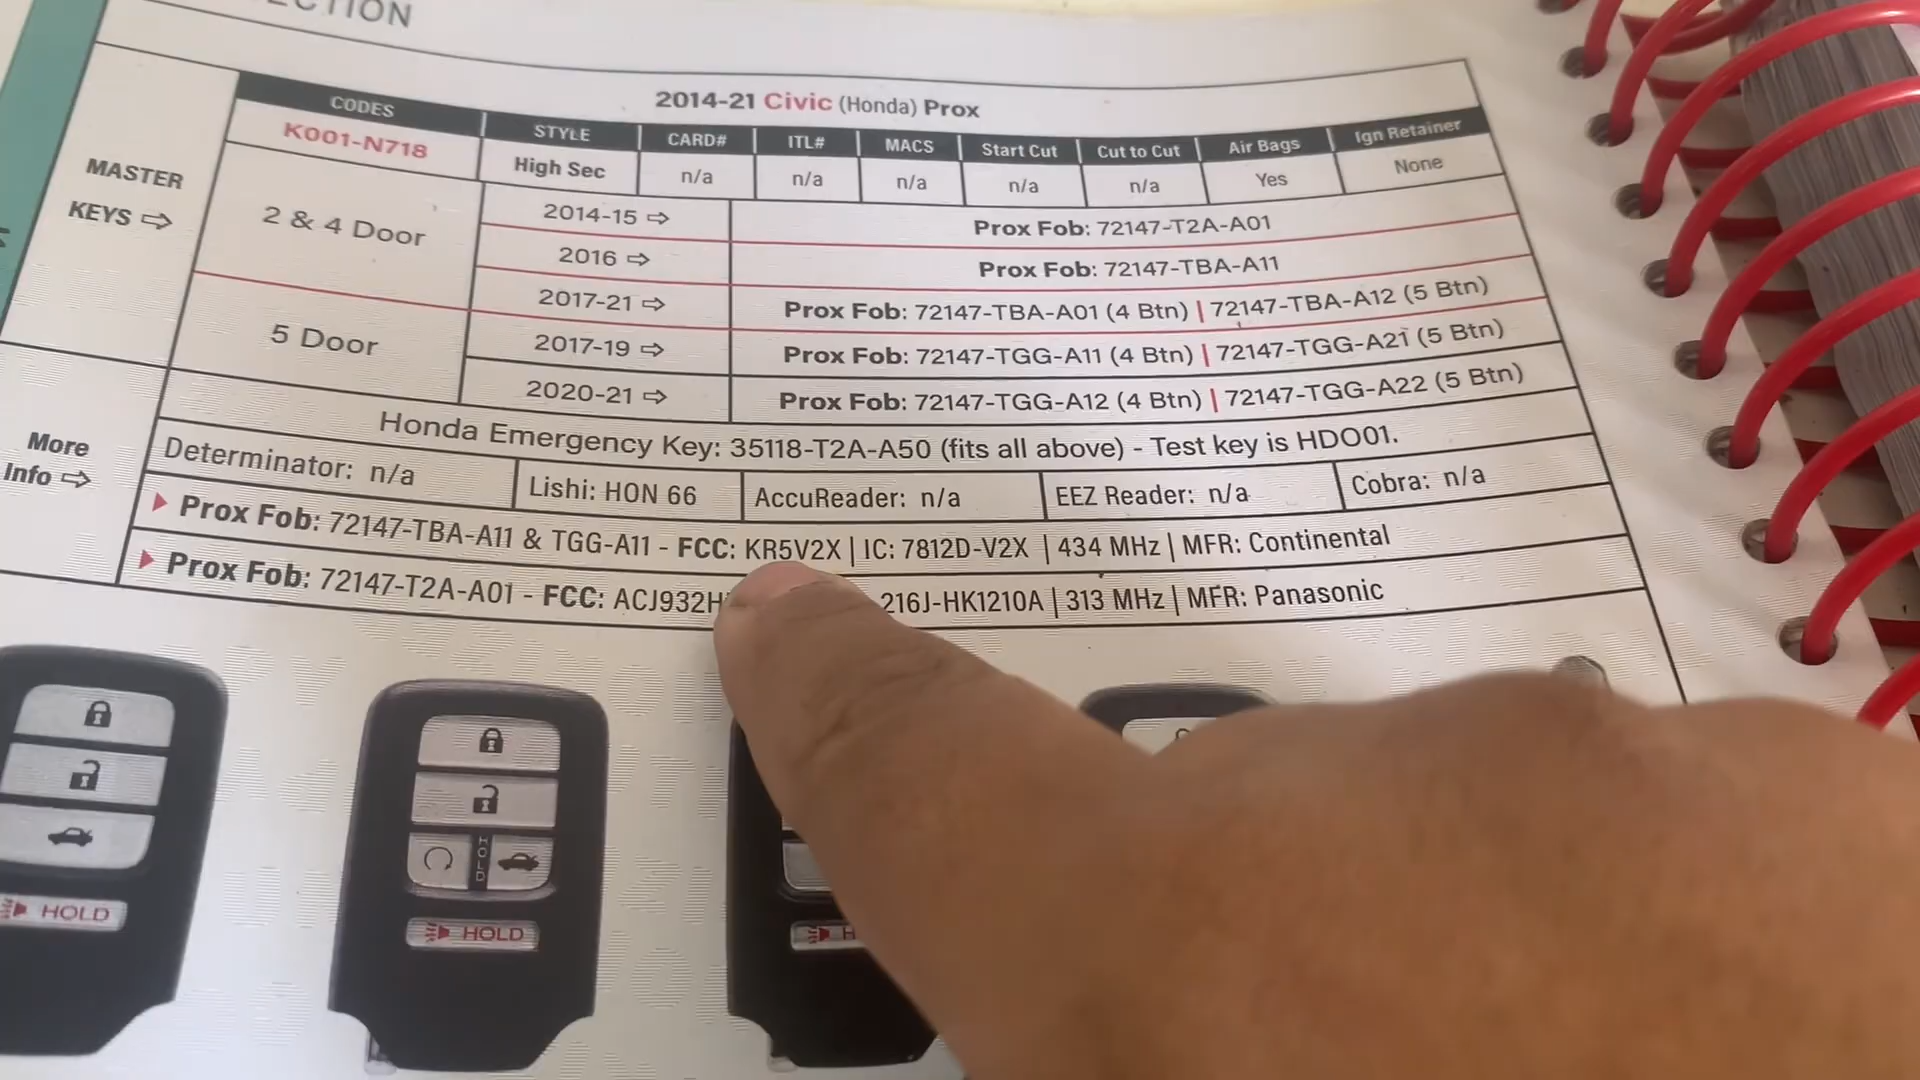 2014-21 Civic (Honda) Prox
CODES STYLE CARD# ITL# MACS Start Cut Cut to Cut Air Bags Ign Retainer
K001-N718 High Sec n/a n/a n/a n/a n/a Yes None
MASTER
KEYS ⇨
2 & 4 Door
2014-15 ⇨ Prox Fob: 72147-T2A-A01
2016 ⇨ Prox Fob: 72147-TBA-A11
2017-21 ⇨ Prox Fob: 72147-TBA-A01 (4 Btn) | 72147-TBA-A12 (5 Btn)
5 Door
2017-19 ⇨ Prox Fob: 72147-TGG-A11 (4 Btn) | 72147-TGG-A21 (5 Btn)
2020-21 ⇨ Prox Fob: 72147-TGG-A12 (4 Btn) | 72147-TGG-A22 (5 Btn)
More
Info ⇨
Honda Emergency Key: 35118-T2A-A50 (fits all above) - Test key is HDO01.
Determinator: n/a Lishi: HON 66 AccuReader: n/a EEZ Reader: n/a Cobra: n/a
Prox Fob: 72147-TBA-A11 & TGG-A11 - FCC: KR5V2X | IC: 7812D-V2X | 434 MHz | MFR: Continental
Prox Fob: 72147-T2A-A01 - FCC: ACJ932H 216J-HK1210A | 313 MHz | MFR: Panasonic
HOLD
HOLD
HOLD